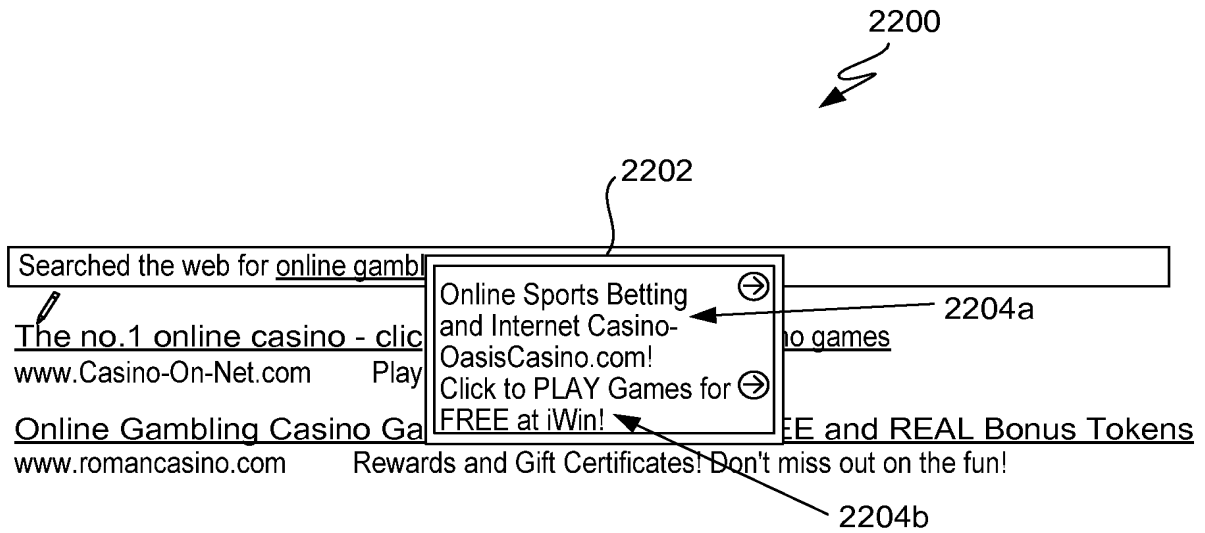 2200
2202
Searched the web for online gambl
Online Sports Betting
and Internet Casino-
OasisCasino.com!
Click to PLAY Games for
FREE at iWin!
2204a
The no.1 online casino - clic
no games
www.Casino-On-Net.com Play
Online Gambling Casino Ga
EE and REAL Bonus Tokens
www.romancasino.com Rewards and Gift Certificates! Don't miss out on the fun!
2204b